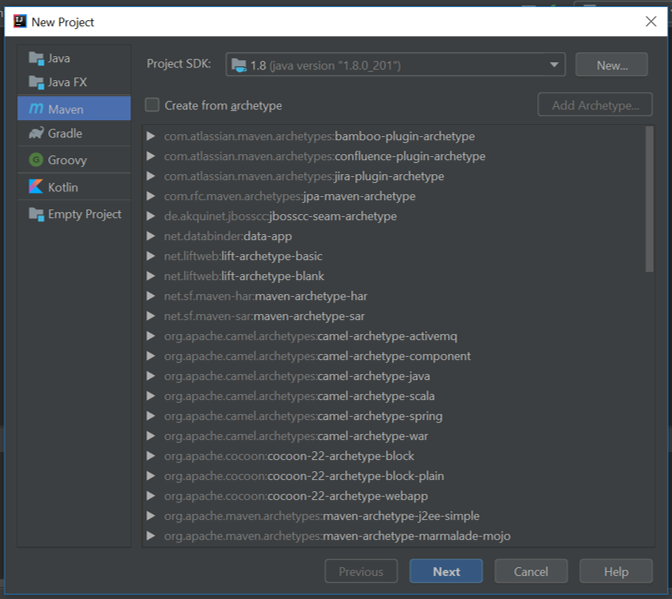 New Project
Java
Java FX
Maven
Gradle
Groovy
Kotlin
Empty Project
Project SDK: 1.8 (java version "1.8.0_201") New...
Create from archetype Add Archetype...
com.atlassian.maven.archetypes:bamboo-plugin-archetype
com.atlassian.maven.archetypes:confluence-plugin-archetype
com.atlassian.maven.archetypes:jira-plugin-archetype
com.rfc.maven.archetypes:jpa-maven-archetype
de.akquinet.jbosscc:jbosscc-seam-archetype
net.databinder:data-app
net.liftweb:lift-archetype-basic
net.liftweb:lift-archetype-blank
net.sf.maven-har:maven-archetype-har
net.sf.maven-sar:maven-archetype-sar
org.apache.camel.archetypes:camel-archetype-activemq
org.apache.camel.archetypes:camel-archetype-component
org.apache.camel.archetypes:camel-archetype-java
org.apache.camel.archetypes:camel-archetype-scala
org.apache.camel.archetypes:camel-archetype-spring
org.apache.camel.archetypes:camel-archetype-war
org.apache.cocoon:cocoon-22-archetype-block
org.apache.cocoon:cocoon-22-archetype-block-plain
org.apache.cocoon:cocoon-22-archetype-webapp
org.apache.maven.archetypes:maven-archetype-j2ee-simple
org.apache.maven.archetypes:maven-archetype-marmalade-mojo
Previous Next Cancel Help